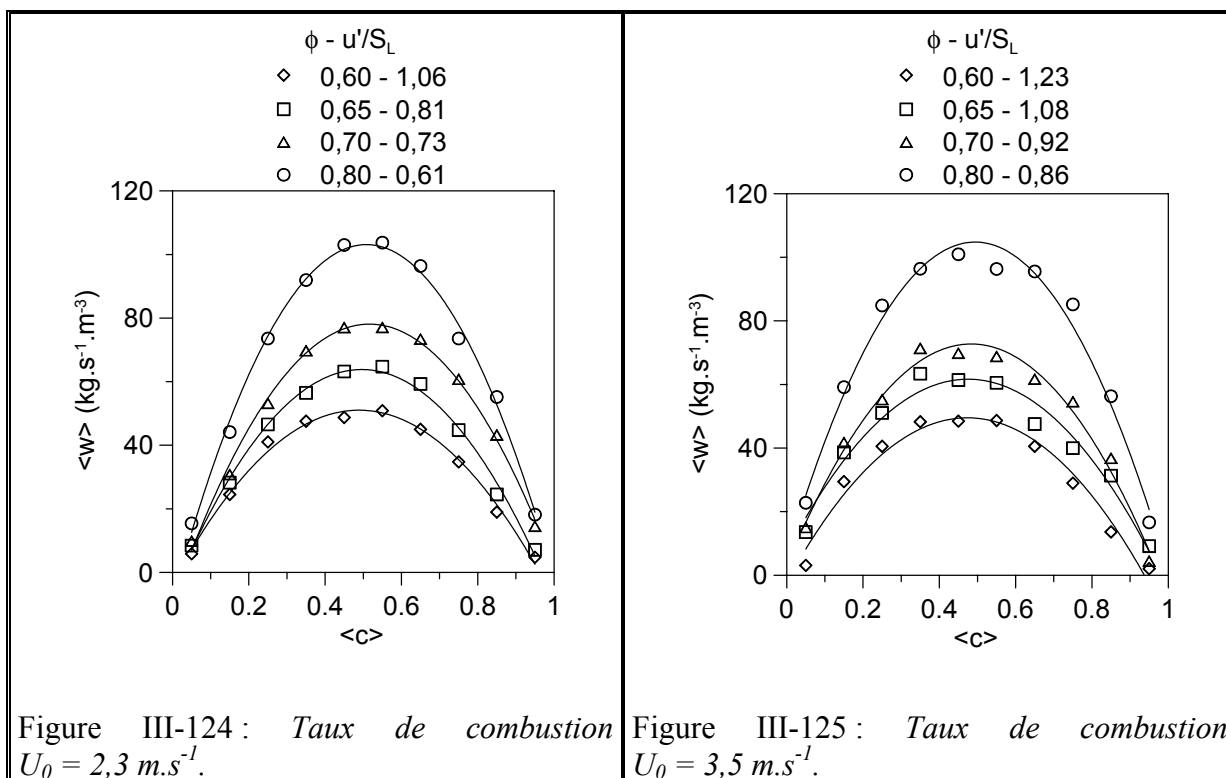 ϕ - u'/S_L
0,60 - 1,06
0,65 - 0,81
0,70 - 0,73
0,80 - 0,61
120
80
40
0
<w> (kg.s⁻¹.m⁻³)
0 0.2 0.4 0.6 0.8 1
<c>
Figure III-124 : Taux de combustion
U₀ = 2,3 m.s⁻¹.
ϕ - u'/S_L
0,60 - 1,23
0,65 - 1,08
0,70 - 0,92
0,80 - 0,86
120
80
40
0
<w> (kg.s⁻¹.m⁻³)
0 0.2 0.4 0.6 0.8 1
<c>
Figure III-125 : Taux de combustion
U₀ = 3,5 m.s⁻¹.